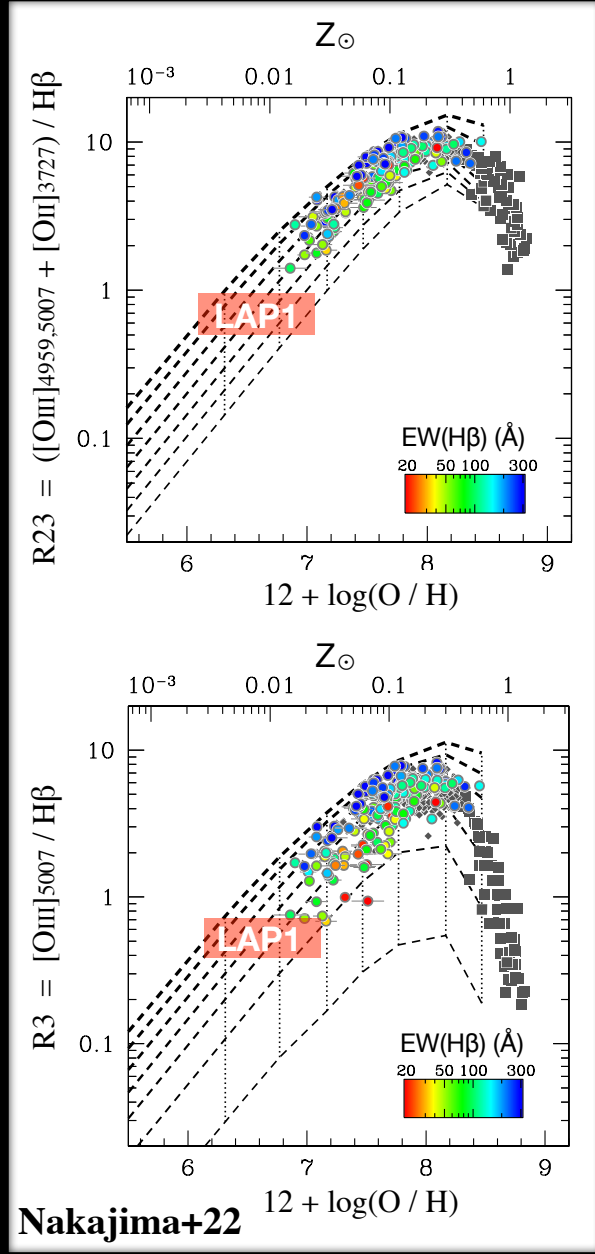 Z⊙
10⁻³ 0.01 0.1 1
R23 = ([OIII]4959,5007 + [OII]3727) / Hβ
10
1
0.1
LAP1
EW(Hβ) (Å)
20 50 100 300
6 7 8 9
12 + log(O / H)
Z⊙
10⁻³ 0.01 0.1 1
R3 = [OIII]5007 / Hβ
10
1
0.1
LAP1
EW(Hβ) (Å)
20 50 100 300
6 7 8 9
12 + log(O / H)
Nakajima+22